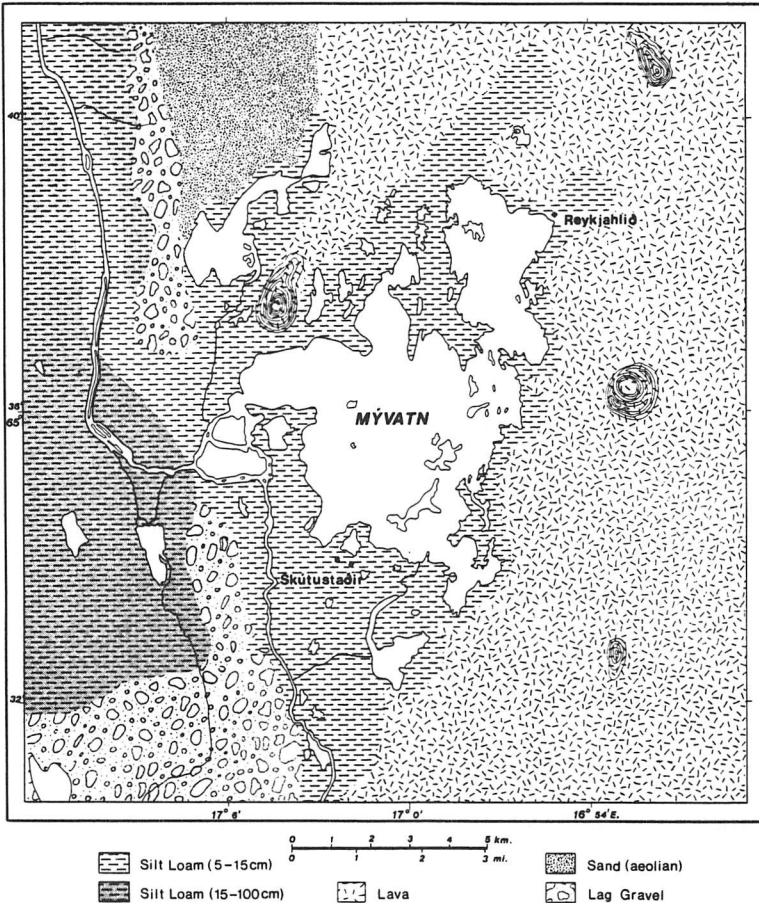 40'
Reykjahlið
36'
65°
MÝVATN
Skútustaðir
32'
17° 6' 17° 0' 16° 54' E.
0 1 2 3 4 5 km.
0 1 2 3 mi.
Silt Loam (5-15cm) Sand (aeolian)
Silt Loam (15-100cm) Lava Lag Gravel